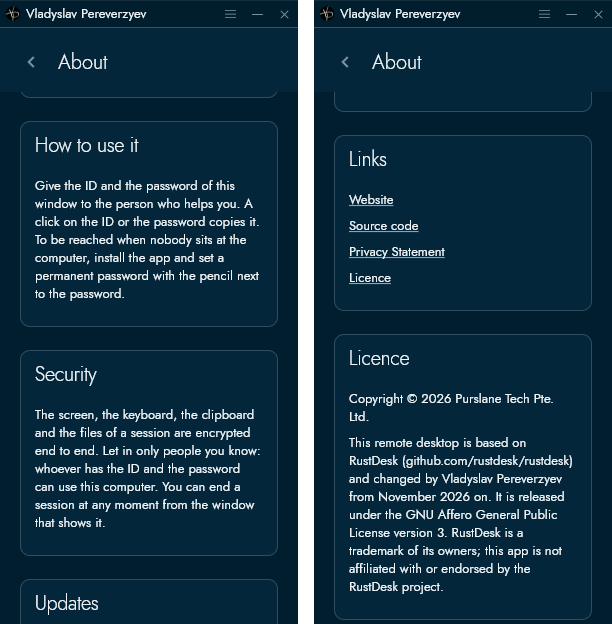 Vladyslav Pereverzyev
About
How to use it
Give the ID and the password of this
window to the person who helps you. A
click on the ID or the password copies it.
To be reached when nobody sits at the
computer, install the app and set a
permanent password with the pencil next
to the password.
Security
The screen, the keyboard, the clipboard
and the files of a session are encrypted
end to end. Let in only people you know:
whoever has the ID and the password
can use this computer. You can end a
session at any moment from the window
that shows it.
Updates
Vladyslav Pereverzyev
About
Links
Website
Source code
Privacy Statement
Licence
Licence
Copyright © 2026 Purslane Tech Pte.
Ltd.
This remote desktop is based on
RustDesk (github.com/rustdesk/rustdesk)
and changed by Vladyslav Pereverzyev
from November 2026 on. It is released
under the GNU Affero General Public
License version 3. RustDesk is a
trademark of its owners; this app is not
affiliated with or endorsed by the
RustDesk project.